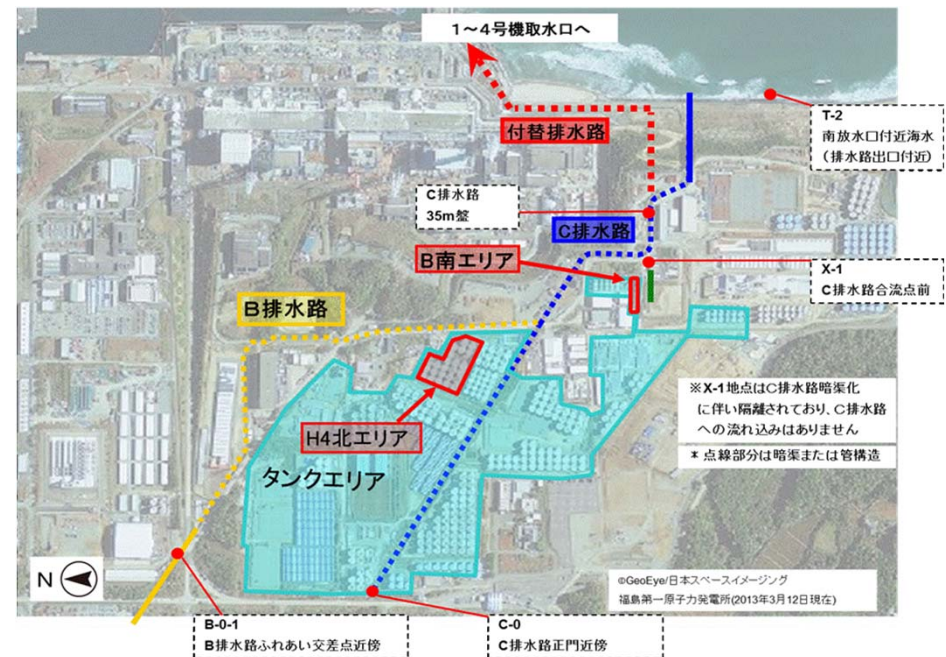 1～4号機取水口へ
T-2
南放水口付近海水
（排水路出口付近）
付替排水路
C排水路
35m盤
C排水路
B南エリア
X-1
C排水路合流点前
B排水路
※X-1地点はC排水路暗渠化
に伴い隔離されており、C排水路
への流れ込みはありません
＊点線部分は暗渠または管構造
H4北エリア
タンクエリア
N
©GeoEye/日本スペースイメージング
福島第一原子力発電所(2013年3月12日現在)
B-0-1
B排水路ふれあい交差点近傍
C-0
C排水路正門近傍